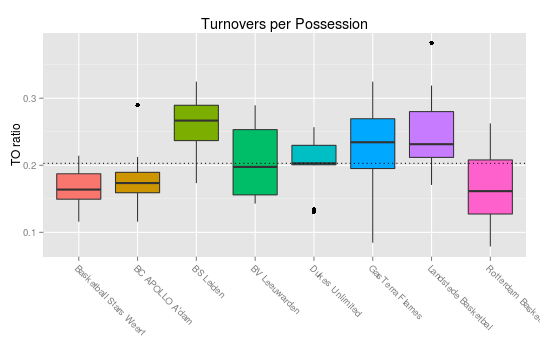 Turnovers per Possession
TO ratio
0.3
0.2
0.1
Basketball Stars Weert
BC APOLLO A'dam
BS Leiden
BV Leeuwarden
Dukes Unlimited
GasTerra Flames
Landstede Basketbal
Rotterdam Baske